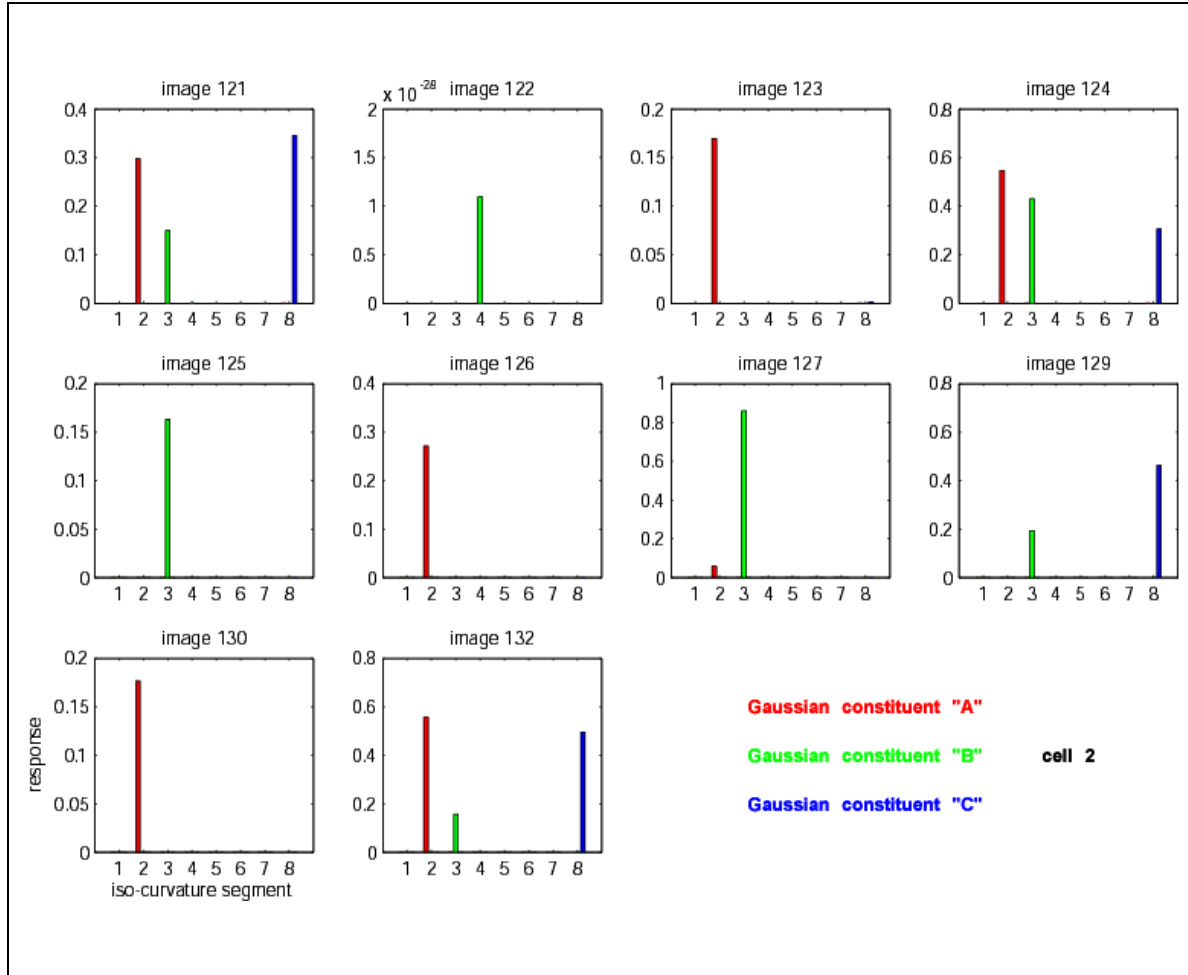 image 121
× 10 -28 image 122
image 123
image 124
0.4
0.3
0.2
0.1
0
1 2 3 4 5 6 7 8
2
1.5
1
0.5
0
1 2 3 4 5 6 7 8
0.2
0.15
0.1
0.05
0
1 2 3 4 5 6 7 8
0.8
0.6
0.4
0.2
0
1 2 3 4 5 6 7 8
image 125
image 126
image 127
image 129
0.2
0.15
0.1
0.05
0
1 2 3 4 5 6 7 8
0.4
0.3
0.2
0.1
0
1 2 3 4 5 6 7 8
1
0.8
0.6
0.4
0.2
0
1 2 3 4 5 6 7 8
0.8
0.6
0.4
0.2
0
1 2 3 4 5 6 7 8
image 130
image 132
0.2
0.15
0.1
0.05
0
response
1 2 3 4 5 6 7 8
iso-curvature segment
0.8
0.6
0.4
0.2
0
1 2 3 4 5 6 7 8
Gaussian constituent "A"
Gaussian constituent "B" cell 2
Gaussian constituent "C"